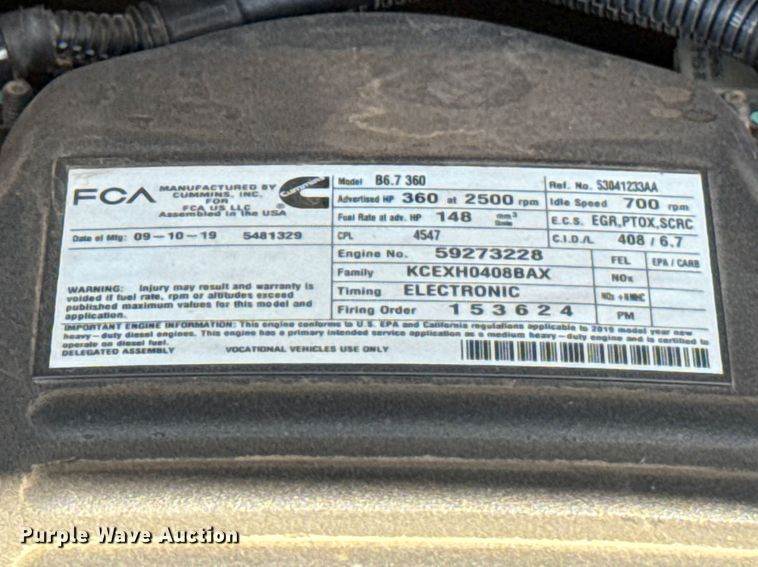 FCA
MANUFACTURED BY
CUMMINS, INC.
FOR
FCA US LLC
Assembled in the USA
Cummins
Date of Mfg: 09-10-19 5481329
WARNING: Injury may result and warranty is
voided if fuel rate, rpm or altitudes exceed
published maximum values for this model and
application.
Model B6.7 360
Ref. No. 53041233AA
Advertised HP 360 at 2500 rpm
Idle Speed 700 rpm
Fuel Rate at adv. HP 148 mm³
E.C.S. EGR,PTOX,SCRC
CPL 4547
C.I.D./L 408 / 6.7
Engine No. 59273228
FEL EPA / CARB
Family KCEXH0408BAX
NOx
Timing ELECTRONIC
NOx + NMHC
Firing Order 1 5 3 6 2 4
PM
IMPORTANT ENGINE INFORMATION: This engine conforms to U.S. EPA and California regulations applicable to 2019 model year new
heavy-duty diesel engines. This engine has a primary intended service application as a medium heavy-duty engine and is certified to
operate on diesel fuel.
DELEGATED ASSEMBLY VOCATIONAL VEHICLES USE ONLY
Purple Wave Auction